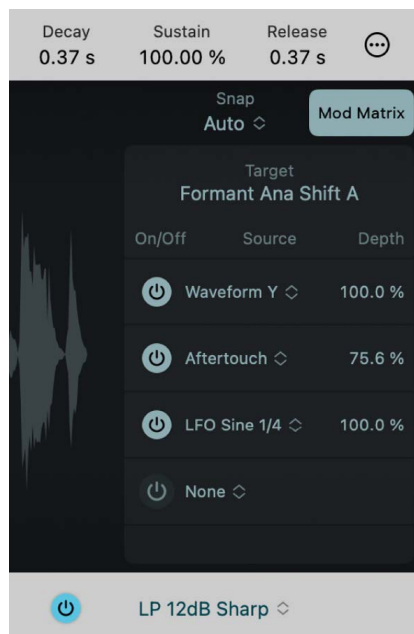 Decay Sustain Release
0.37 s 100.00 % 0.37 s
Snap
Auto
Mod Matrix
Target
Formant Ana Shift A
On/Off Source Depth
Waveform Y 100.0 %
Aftertouch 75.6 %
LFO Sine 1/4 100.0 %
None
LP 12dB Sharp